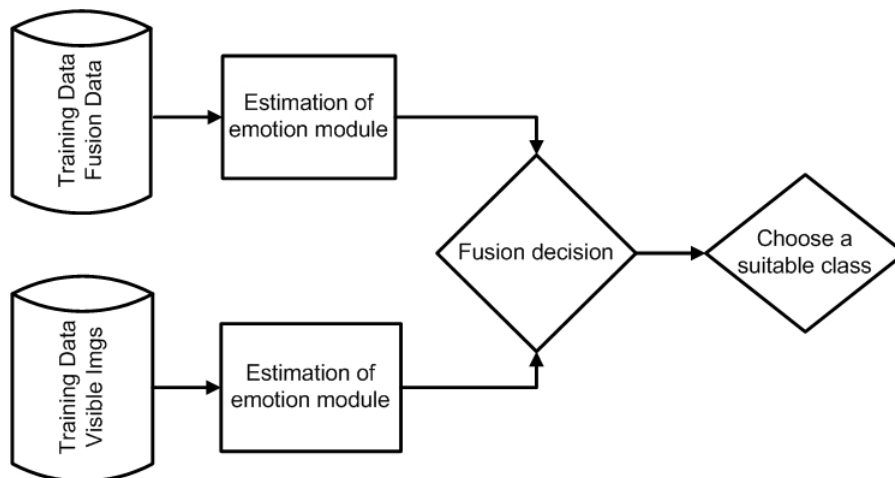 Training Data
Fusion Data
Estimation of
emotion module
Fusion decision
Choose a
suitable class
Training Data
Visible Imgs
Estimation of
emotion module